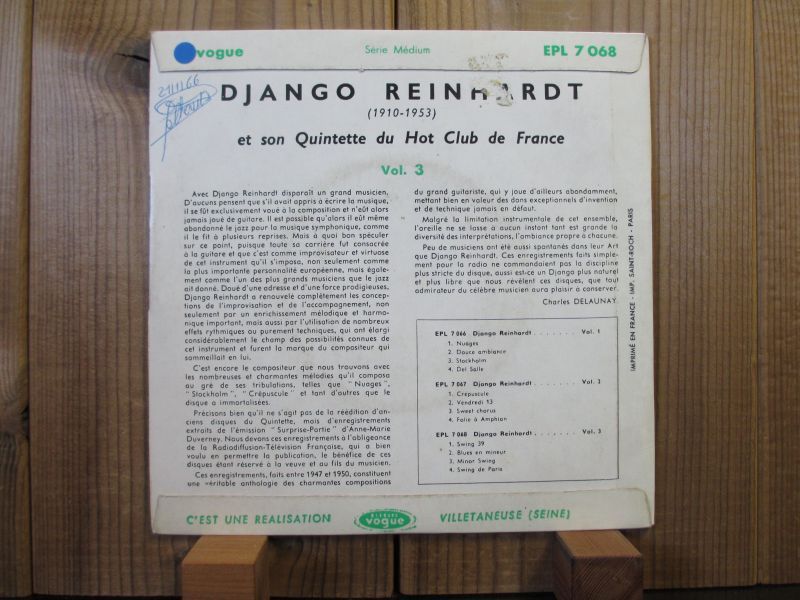 vogue
Série Médium
EPL 7 068
21/1/66
DJANGO REINHARDT
(1910-1953)
et son Quintette du Hot Club de France
Vol. 3
Avec Django Reinhardt disparaît un grand musicien.
D'aucuns pensent que s'il avait appris à écrire la musique,
il se fût exclusivement voué à la composition et n'eût alors
jamais joué de guitare. Il est possible qu'alors il eût même
abandonné le jazz pour la musique symphonique, comme
il le fit à plusieurs reprises. Mais à quoi bon spéculer
sur ce point, puisque toute sa carrière fut consacrée
à la guitare et que c'est comme improvisateur et virtuose
de cet instrument qu'il s'imposa, non seulement comme
la plus importante personnalité européenne, mais égale-
ment comme l'un des plus grands musiciens que le jazz
ait donné. Doué d'une adresse et d'une force prodigieuses,
Django Reinhardt a renouvelé complètement les concep-
tions de l'improvisation et de l'accompagnement, non
seulement par un enrichissement mélodique et har-
monique important, mais aussi par l'utilisation de nombreux
effets rythmiques ou purement techniques, qui ont élargi
considérablement le champ des possibilités connues de
cet instrument et furent la marque du compositeur qui
sommeillait en lui.
C'est encore le compositeur que nous trouvons avec
les nombreuses et charmantes mélodies qu'il composa
au gré de ses tribulations, telles que "Nuages",
"Stockholm", "Crépuscule" et tant d'autres que le
disque a immortalisées.
Précisons bien qu'il ne s'agit pas de la réédition d'an-
ciens disques du Quintette, mais d'enregistrements
extraits de l'émission "Surprise-Partie" d'Anne-Marie
Duverney. Nous devons ces enregistrements à l'obligeance
de la Radiodiffusion-Télévision Française, qui a bien
voulu en permettre la publication, le bénéfice de ces
disques étant réservé à la veuve et au fils du musicien.
Ces enregistrements, faits entre 1947 et 1950, constituent
une véritable anthologie des charmantes compositions
du grand guitariste, qui y joue d'ailleurs abondamment,
mettant bien en valeur des dons exceptionnels d'invention
et de technique jamais en défaut.
Malgré la limitation instrumentale de cet ensemble,
l'oreille ne se lasse à aucun instant tant est grande la
diversité des interprétations, l'ambiance propre à chacune.
Peu de musiciens ont été aussi spontanés dans leur Art
que Django Reinhardt. Ces enregistrements faits simple-
ment pour la radio ne commandaient pas la discipline
plus stricte du disque, aussi est-ce un Django plus naturel
et plus libre que nous révèlent ces disques, que tout
admirateur du célèbre musicien aura plaisir à conserver.
Charles DELAUNAY
EPL 7 066 Django Reinhardt . . . . . . . Vol. 1
1. Nuages
2. Douce ambiance
3. Stockholm
4. Del Salle
EPL 7 067 Django Reinhardt . . . . . . . Vol. 2
1. Crépuscule
2. Vendredi 13
3. Sweet chorus
4. Folie à Amphion
EPL 7 068 Django Reinhardt . . . . . . . Vol. 3
1. Swing 39
2. Blues en mineur
3. Minor Swing
4. Swing de Paris
IMPRIMÉ EN FRANCE - IMP. SAINT-ROCH - PARIS
C'EST UNE REALISATION
DISQUES
vogue
VILLETANEUSE (SEINE)